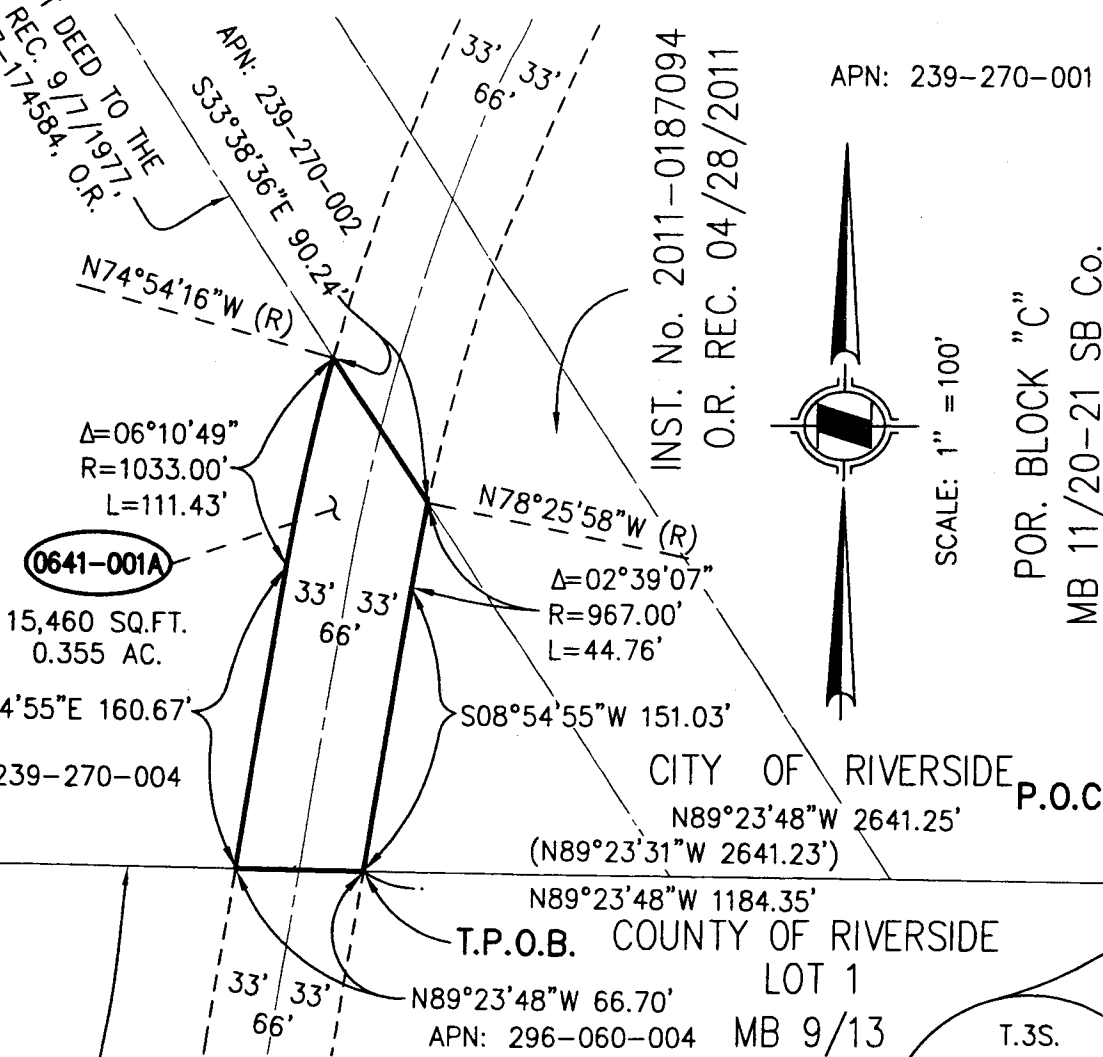 T DEED TO THE
REC. 9/7/1977,
7-174584, O.R.
APN: 239-270-002
S33°38'36"E 90.24'
33' 33'
66'
INST. No. 2011-0187094
O.R. REC. 04/28/2011
APN: 239-270-001
N74°54'16"W (R)
SCALE: 1" =100'
POR. BLOCK "C"
MB 11/20-21 SB Co.
Δ=06°10'49"
R=1033.00'
L=111.43'
N78°25'58"W (R)
0641-001A
15,460 SQ.FT.
0.355 AC.
33' 33'
66'
Δ=02°39'07"
R=967.00'
L=44.76'
4'55"E 160.67'
S08°54'55"W 151.03'
239-270-004
CITY OF RIVERSIDE
P.O.C
N89°23'48"W 2641.25'
(N89°23'31"W 2641.23')
N89°23'48"W 1184.35'
T.P.O.B.
COUNTY OF RIVERSIDE
LOT 1
MB 9/13
33' 33'
66'
N89°23'48"W 66.70'
APN: 296-060-004
T.3S.